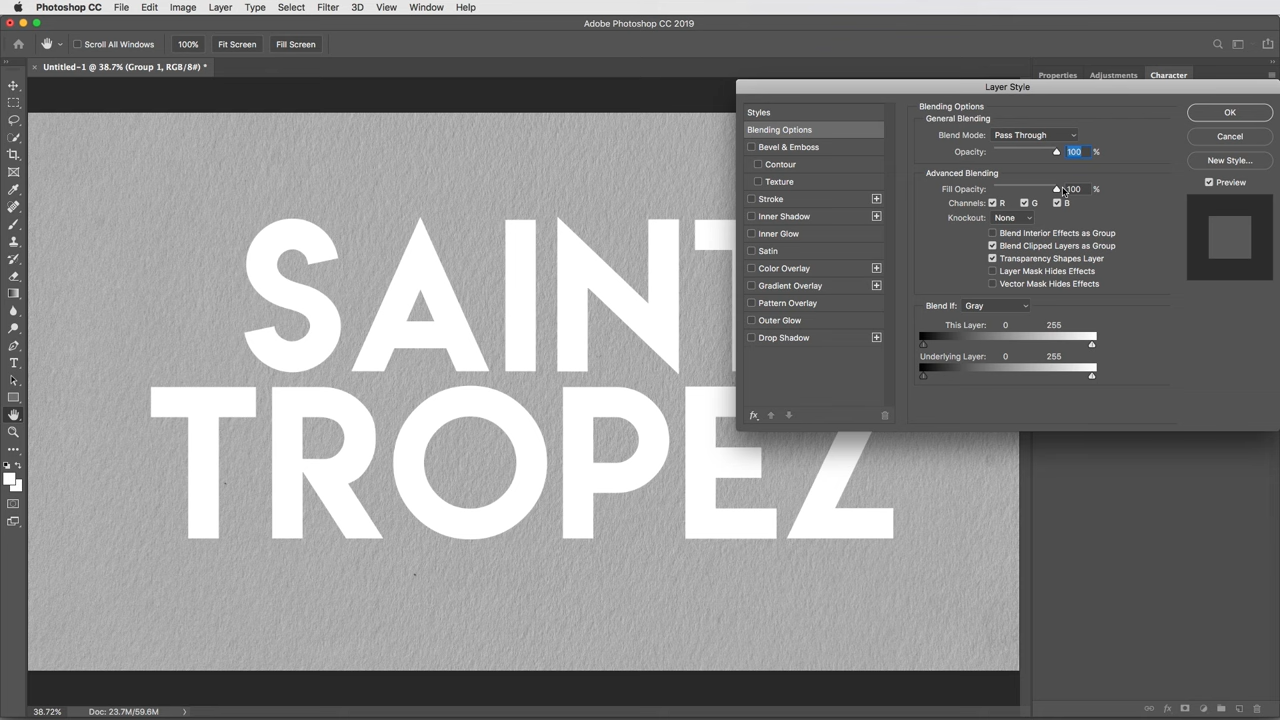 Photoshop CC File Edit Image Layer Type Select Filter 3D View Window Help
Adobe Photoshop CC 2019
Scroll All Windows 100% Fit Screen Fill Screen
× Untitled-1 @ 38.7% (Group 1, RGB/8#) *
Properties Adjustments Character
Layer Style
Styles
Blending Options
Bevel & Emboss
Contour
Texture
Stroke
Inner Shadow
Inner Glow
Satin
Color Overlay
Gradient Overlay
Pattern Overlay
Outer Glow
Drop Shadow
fx
Blending Options
General Blending
Blend Mode: Pass Through
Opacity: 100 %
Advanced Blending
Fill Opacity: 100 %
Channels: R G B
Knockout: None
Blend Interior Effects as Group
Blend Clipped Layers as Group
Transparency Shapes Layer
Layer Mask Hides Effects
Vector Mask Hides Effects
Blend If: Gray
This Layer: 0 255
Underlying Layer: 0 255
OK
Cancel
New Style...
Preview
SAINT
TROPEZ
38.72% Doc: 23.7M/59.6M
fx